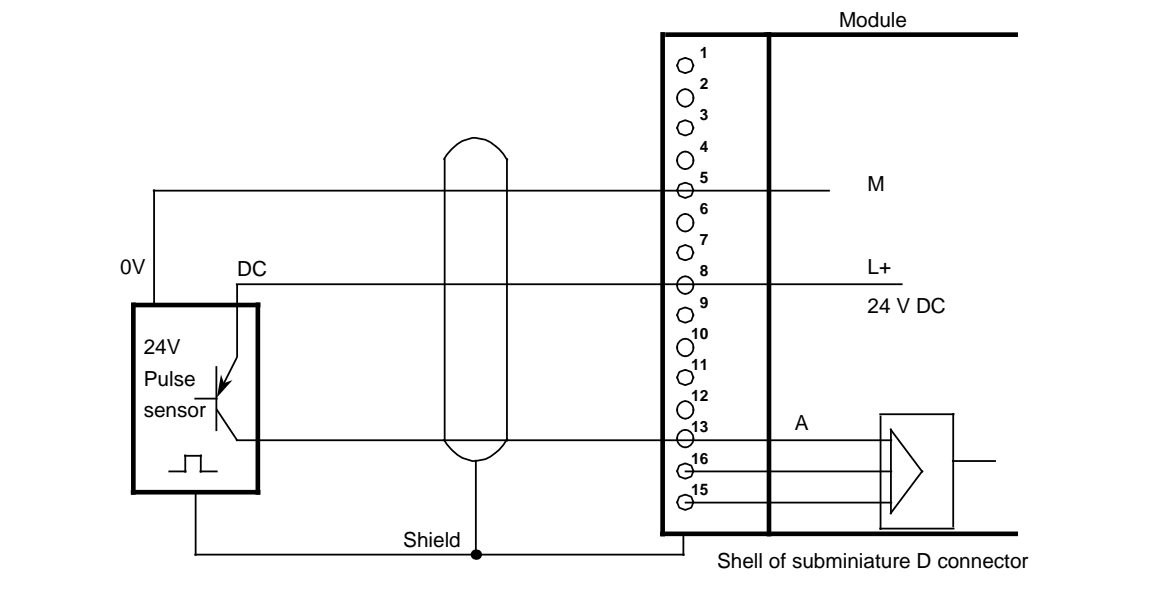 Module
1
2
3
4
5
M
6
7
0V
DC
8
L+
9
24 V DC
10
24V
11
Pulse
12
sensor
13
A
16
15
Shield
Shell of subminiature D connector